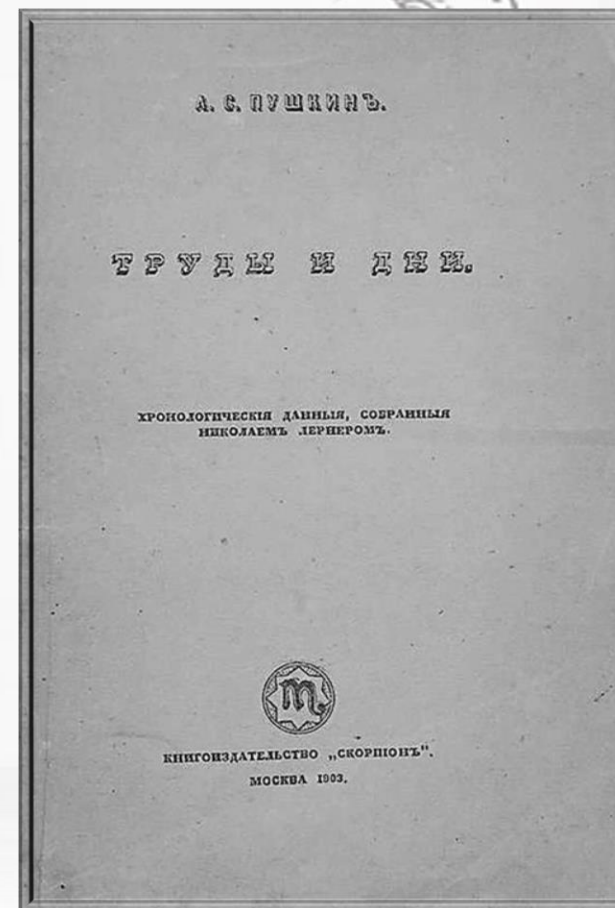 А. С. ПУШКИНЪ.
ТРУДЫ И ДНИ.
ХРОНОЛОГИЧЕСКІЯ ДАННЫЯ, СОБРАННЫЯ
НИКОЛАЕМЪ ЛЕРНЕРОМЪ.
КНИГОИЗДАТЕЛЬСТВО „СКОРПІОНЪ".
МОСКВА 1903.